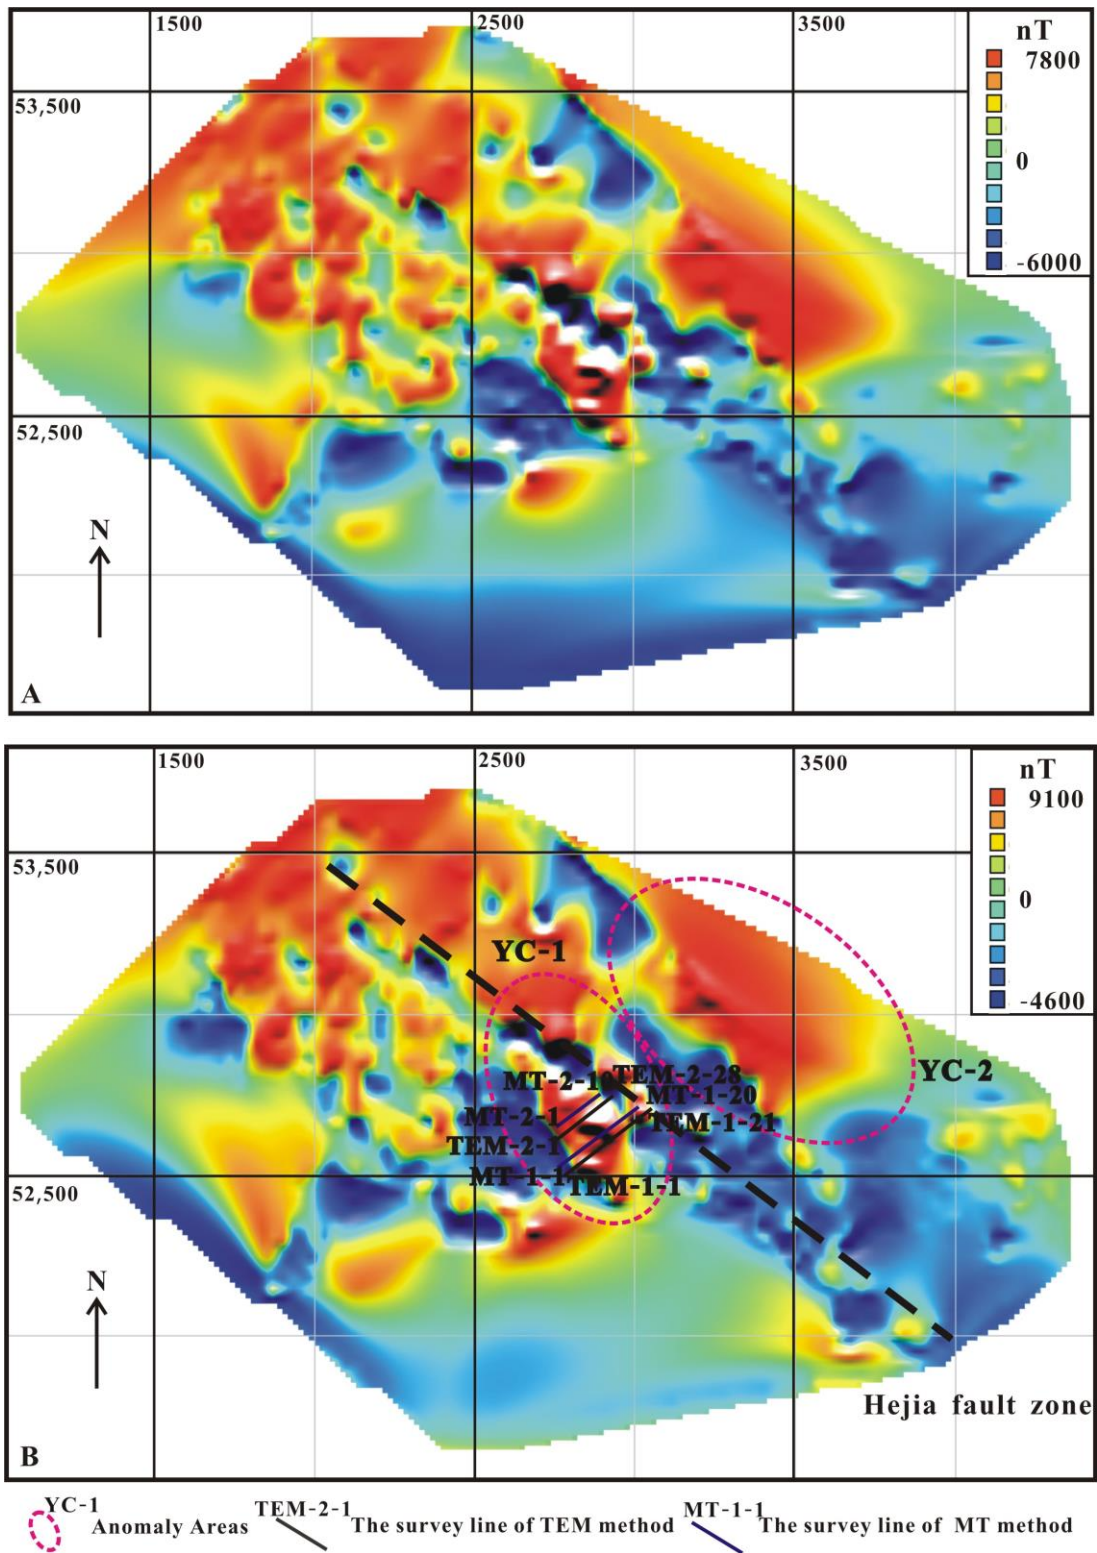 1500
2500
3500
nT
7800
0
-6000
53,500
52,500
N
A
1500
2500
3500
nT
9100
0
-4600
53,500
YC-1
YC-2
TEM-2-28
MT-1-20
MT-2-1
TEM-1-21
TEM-2-1
MT-1-1
TEM-1-1
52,500
N
Hejia fault zone
B
YC-1
Anomaly Areas
TEM-2-1
The survey line of TEM method
MT-1-1
The survey line of MT method